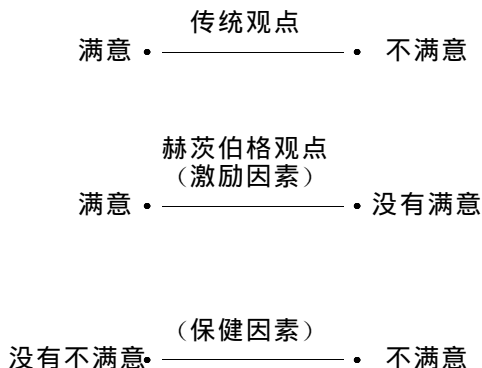 传统观点
满意 • • 不满意
赫茨伯格观点
（激励因素）
满意 • • 没有满意
（保健因素）
没有不满意• • 不满意